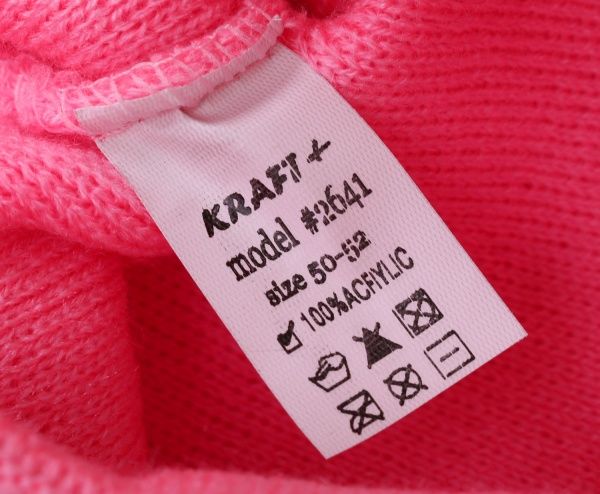 KRAFT +
model #2641
size 50-52
100%ACRYLIC